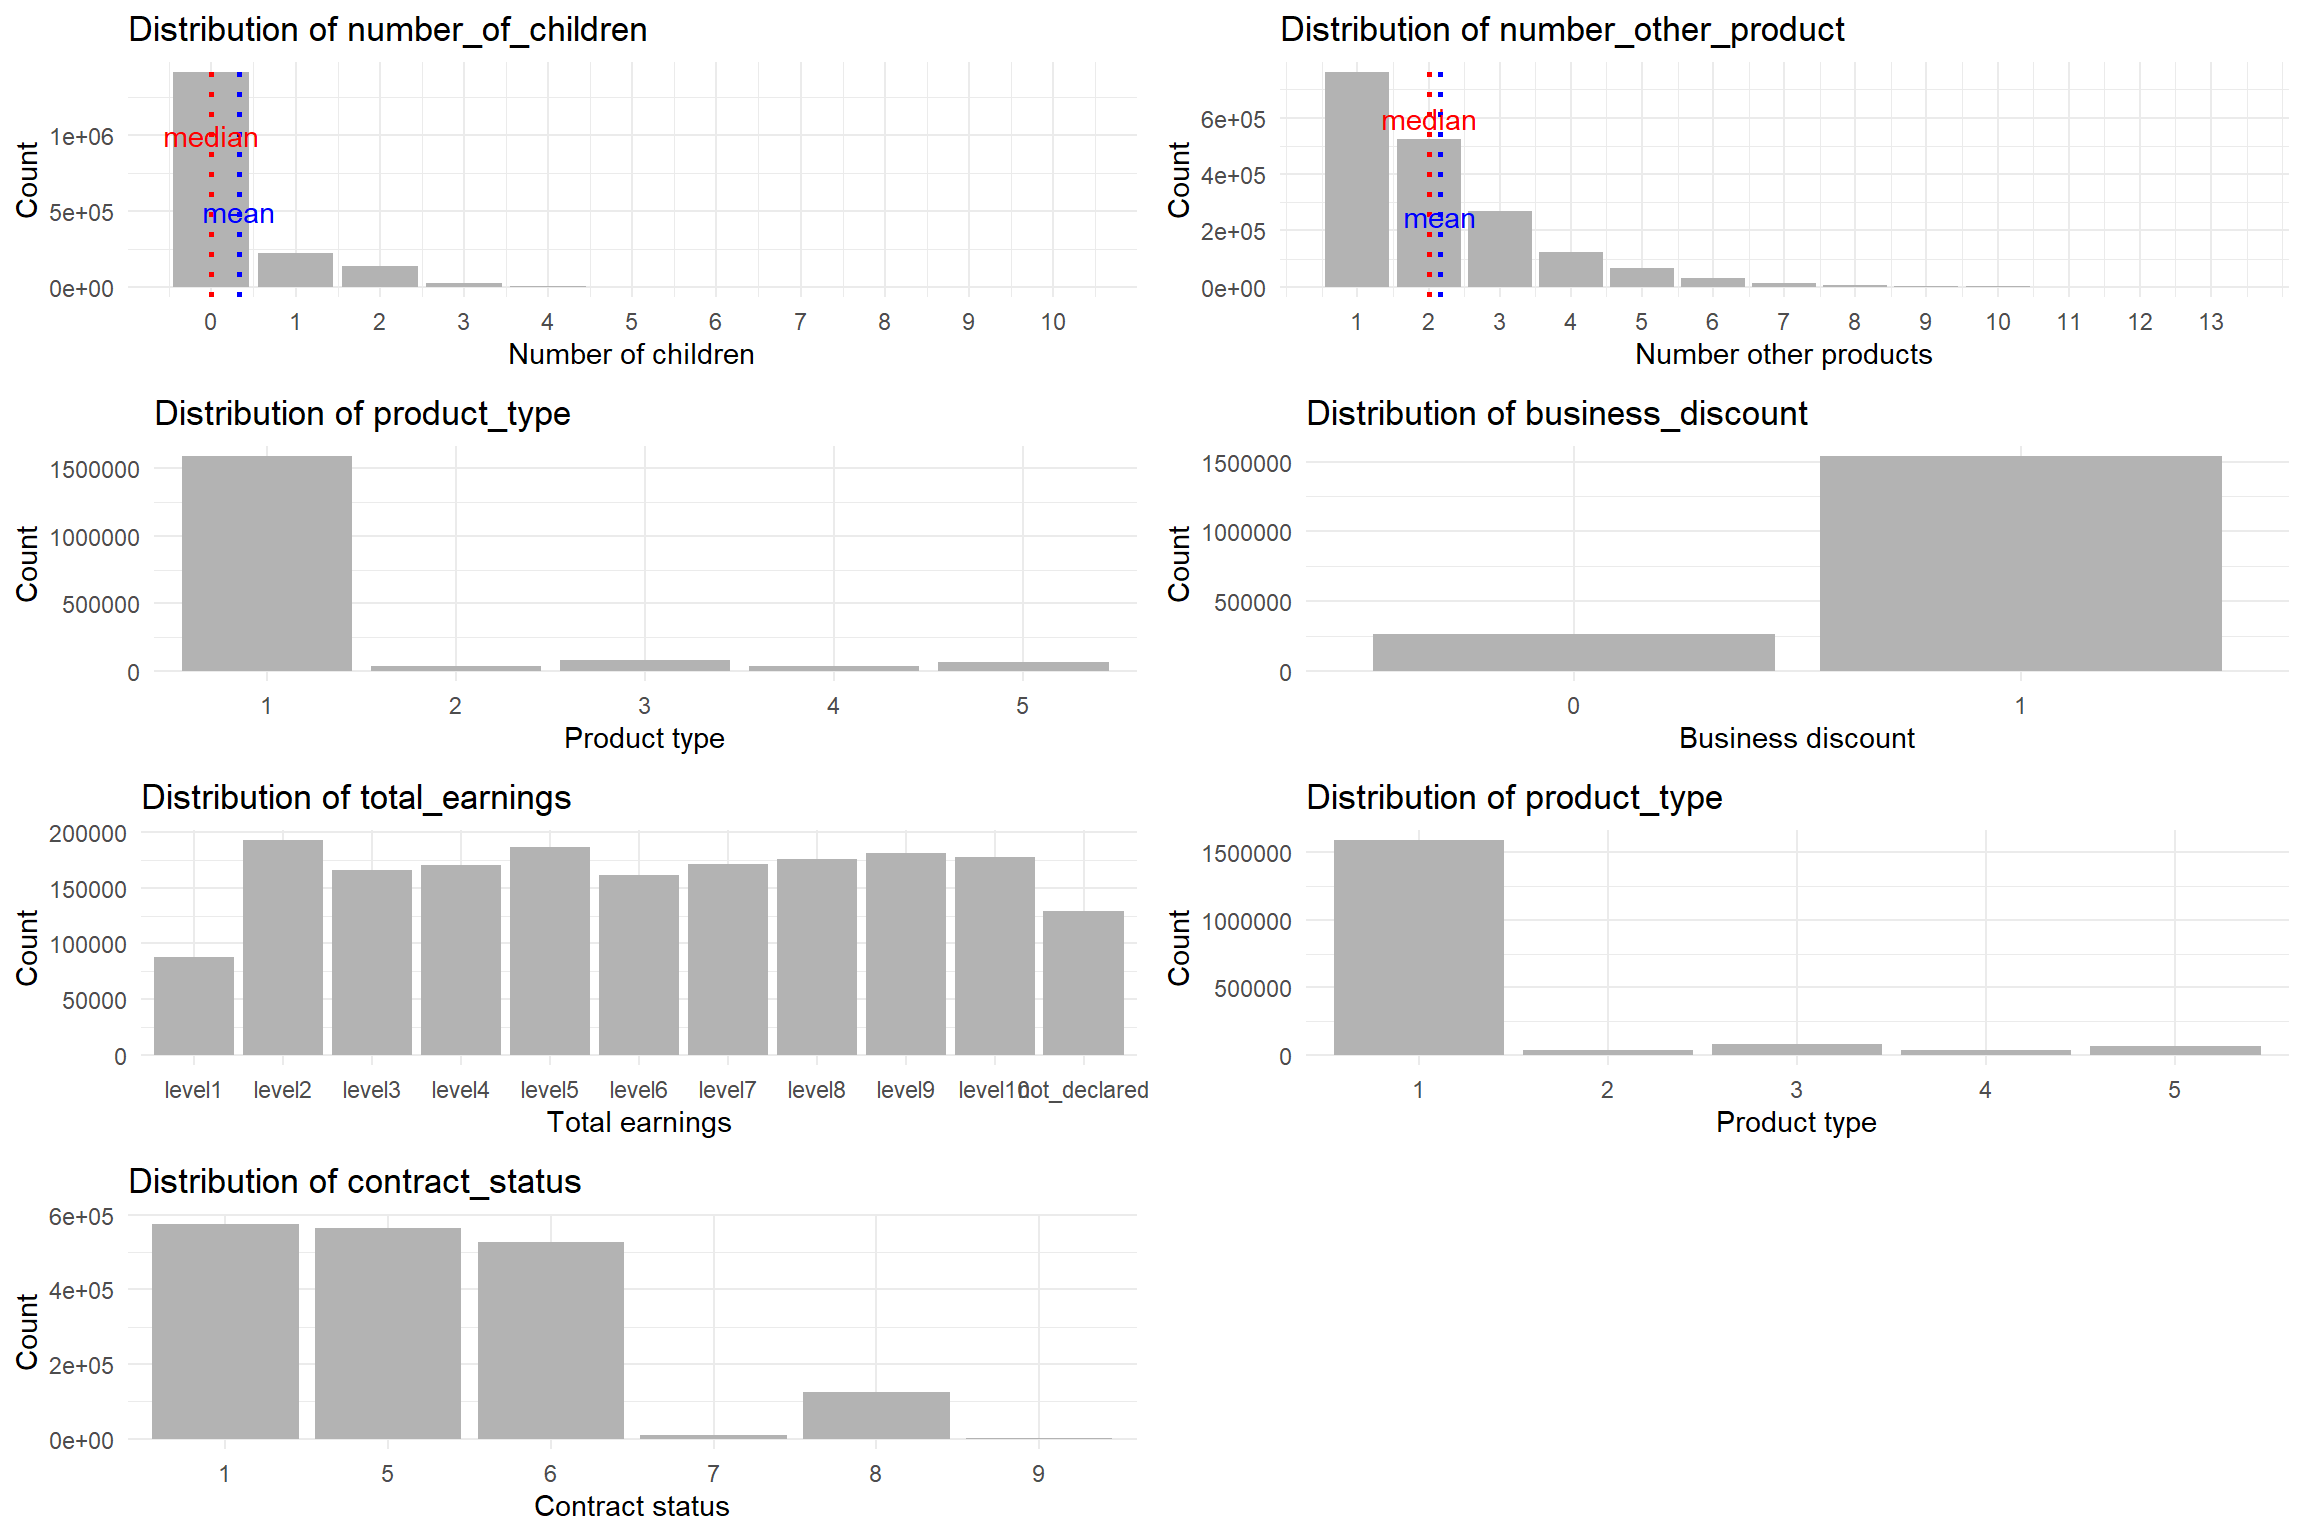 Distribution of number_of_children
Count
1e+06
5e+05
0e+00
median
mean
0 1 2 3 4 5 6 7 8 9 10
Number of children
Distribution of number_other_product
Count
6e+05
4e+05
2e+05
0e+00
median
mean
1 2 3 4 5 6 7 8 9 10 11 12 13
Number other products
Distribution of product_type
Count
1500000
1000000
500000
0
1 2 3 4 5
Product type
Distribution of business_discount
Count
1500000
1000000
500000
0
0 1
Business discount
Distribution of total_earnings
Count
200000
150000
100000
50000
0
level1 level2 level3 level4 level5 level6 level7 level8 level9 level10 not_declared
Total earnings
Distribution of product_type
Count
1500000
1000000
500000
0
1 2 3 4 5
Product type
Distribution of contract_status
Count
6e+05
4e+05
2e+05
0e+00
1 5 6 7 8 9
Contract status